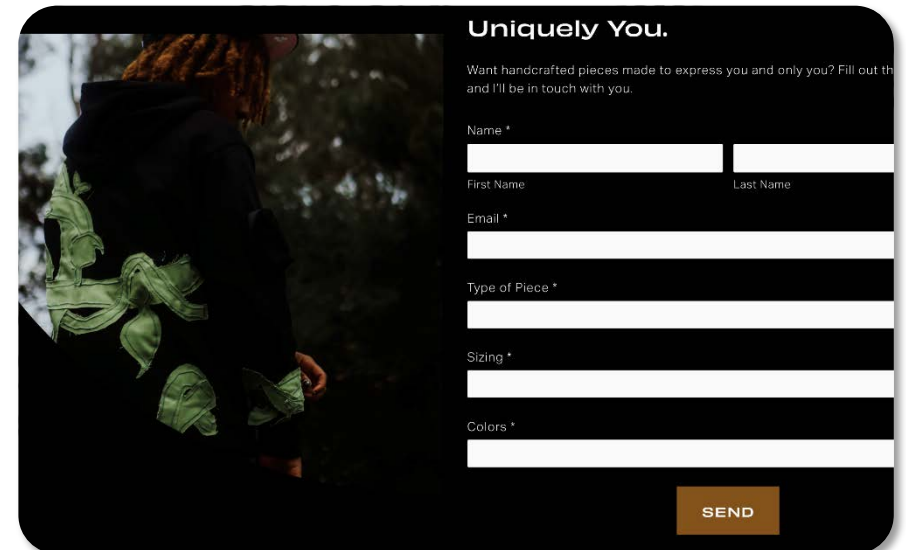 Uniquely You.
Want handcrafted pieces made to express you and only you? Fill out th
and I'll be in touch with you.
Name *
First Name
Last Name
Email *
Type of Piece *
Sizing *
Colors *
SEND